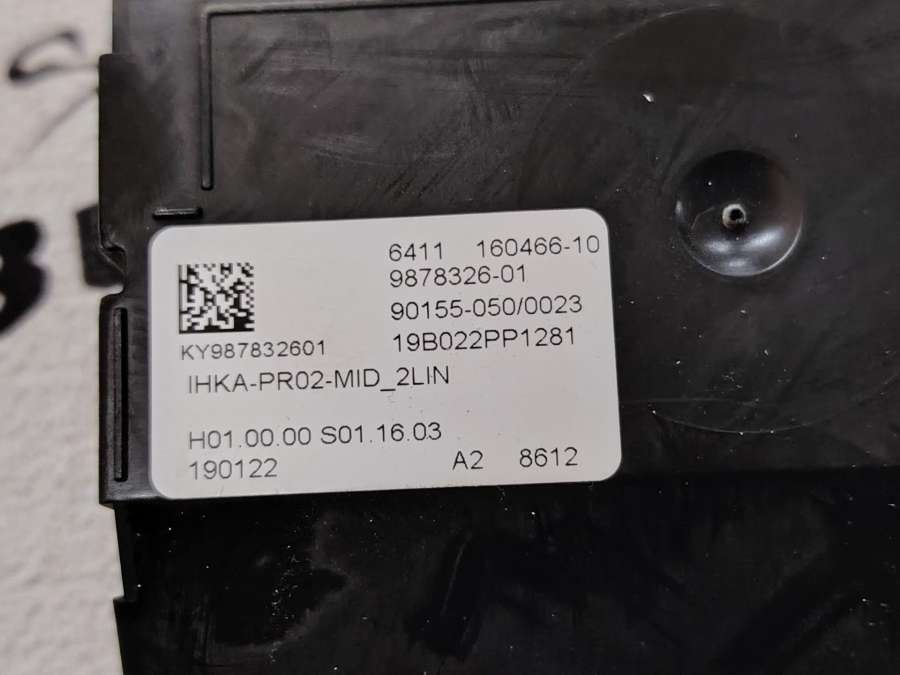 6411 160466-10
9878326-01
90155-050/0023
KY987832601 19B022PP1281
IHKA-PR02-MID_2LIN
H01.00.00 S01.16.03
190122 A2 8612